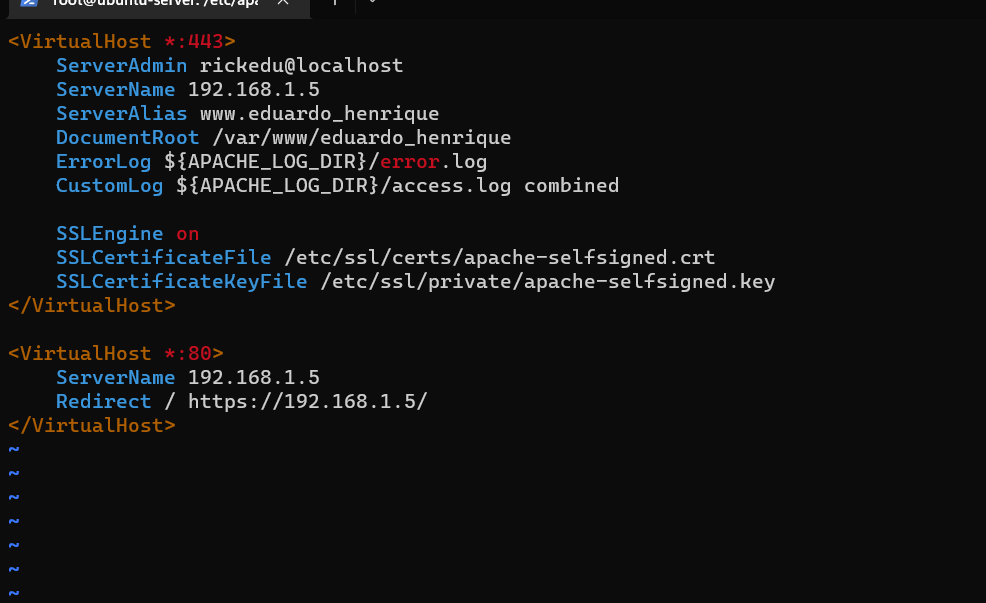 root@ubuntu-server: /etc/apa
<VirtualHost *:443>
    ServerAdmin rickedu@localhost
    ServerName 192.168.1.5
    ServerAlias www.eduardo_henrique
    DocumentRoot /var/www/eduardo_henrique
    ErrorLog ${APACHE_LOG_DIR}/error.log
    CustomLog ${APACHE_LOG_DIR}/access.log combined

    SSLEngine on
    SSLCertificateFile /etc/ssl/certs/apache-selfsigned.crt
    SSLCertificateKeyFile /etc/ssl/private/apache-selfsigned.key
</VirtualHost>

<VirtualHost *:80>
    ServerName 192.168.1.5
    Redirect / https://192.168.1.5/
</VirtualHost>
~
~
~
~
~
~
~